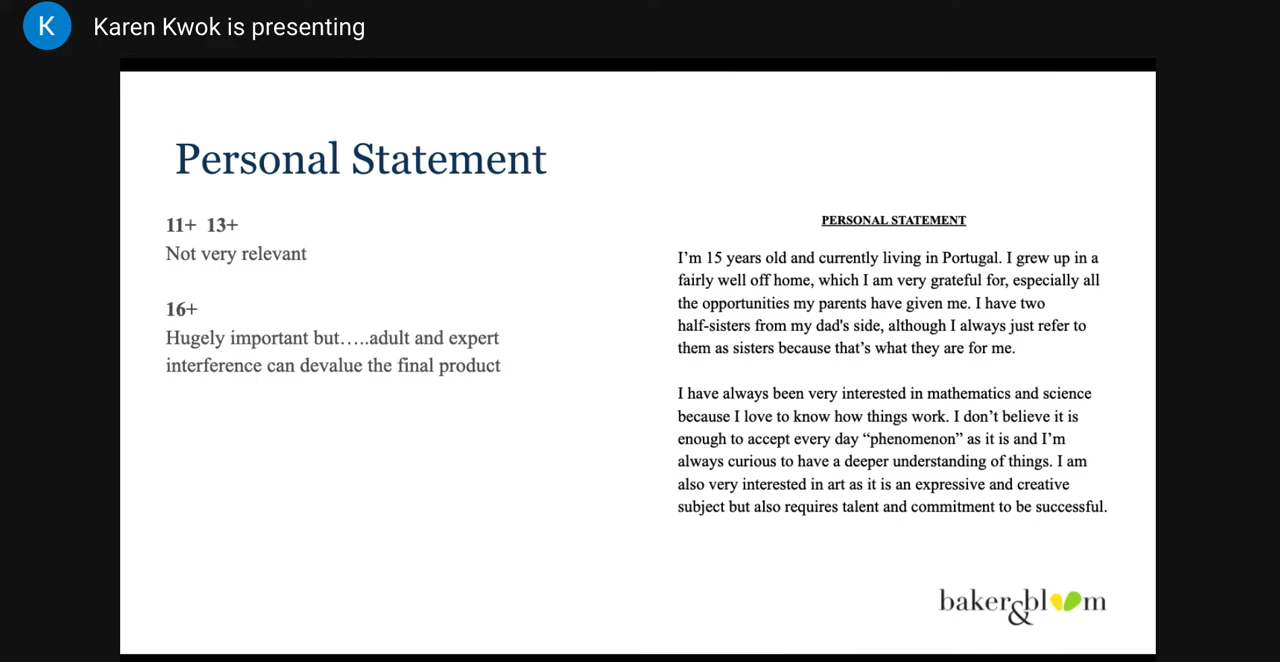 K
Karen Kwok is presenting
Personal Statement
11+ 13+
Not very relevant
16+
Hugely important but…..adult and expert
interference can devalue the final product
PERSONAL STATEMENT
I’m 15 years old and currently living in Portugal. I grew up in a
fairly well off home, which I am very grateful for, especially all
the opportunities my parents have given me. I have two
half-sisters from my dad's side, although I always just refer to
them as sisters because that’s what they are for me.
I have always been very interested in mathematics and science
because I love to know how things work. I don’t believe it is
enough to accept every day “phenomenon” as it is and I’m
always curious to have a deeper understanding of things. I am
also very interested in art as it is an expressive and creative
subject but also requires talent and commitment to be successful.
baker&bloom